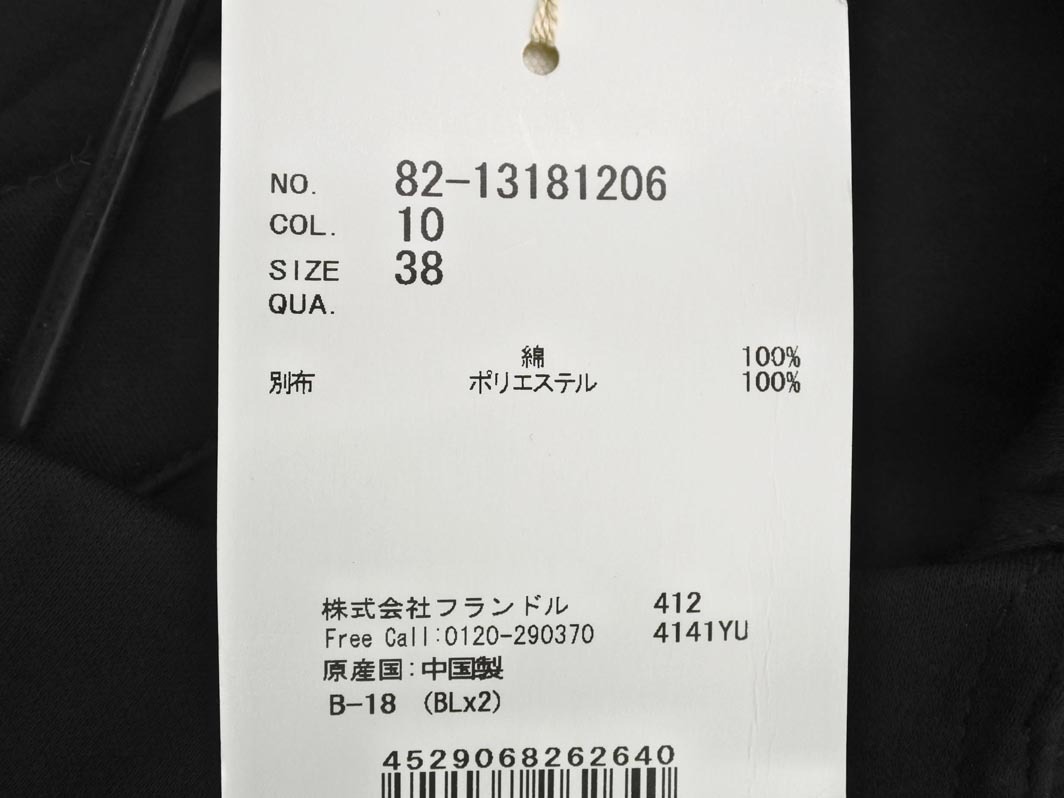 NO. 82-13181206
COL. 10
SIZE 38
QUA.
綿 100%
別布 ポリエステル 100%
株式会社フランドル 412
Free Call:0120-290370 4141YU
原産国:中国製
B-18 (BLx2)
4529068262640